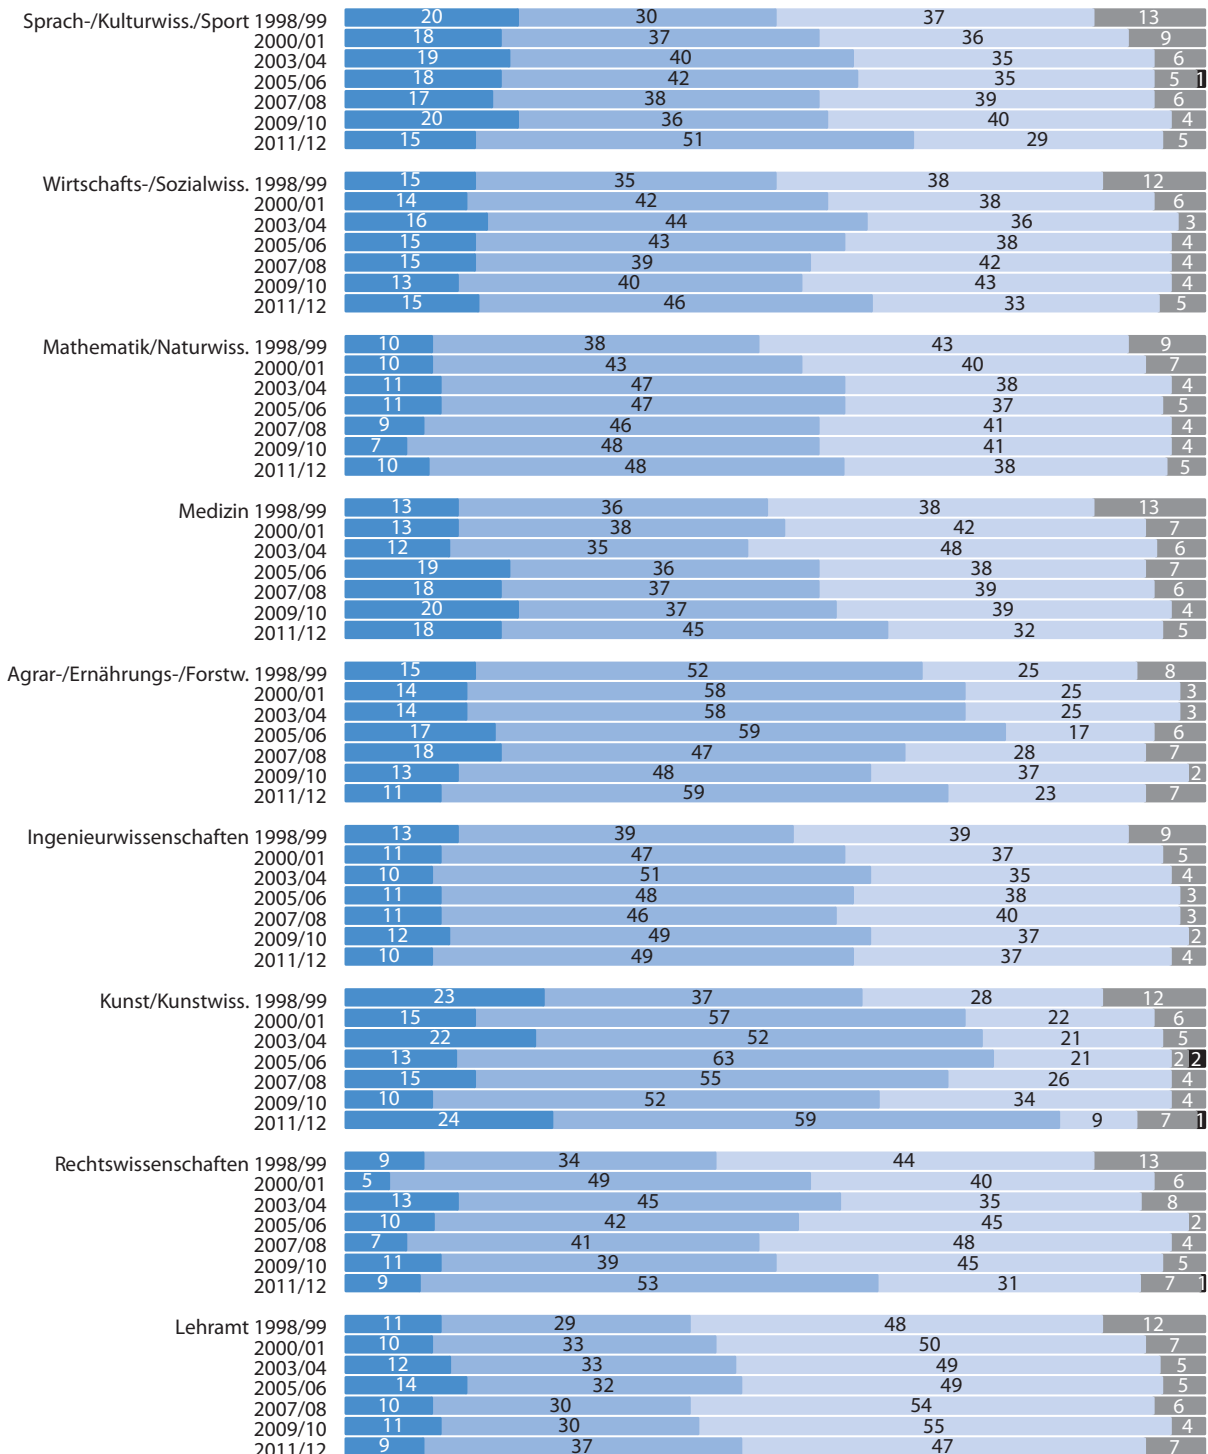 Sprach-/Kulturwiss./Sport 1998/99 20 30 37 13
2000/01 18 37 36 9
2003/04 19 40 35 6
2005/06 18 42 35 5 1
2007/08 17 38 39 6
2009/10 20 36 40 4
2011/12 15 51 29 5
Wirtschafts-/Sozialwiss. 1998/99 15 35 38 12
2000/01 14 42 38 6
2003/04 16 44 36 3
2005/06 15 43 38 4
2007/08 15 39 42 4
2009/10 13 40 43 4
2011/12 15 46 33 5
Mathematik/Naturwiss. 1998/99 10 38 43 9
2000/01 10 43 40 7
2003/04 11 47 38 4
2005/06 11 47 37 5
2007/08 9 46 41 4
2009/10 7 48 41 4
2011/12 10 48 38 5
Medizin 1998/99 13 36 38 13
2000/01 13 38 42 7
2003/04 12 35 48 6
2005/06 19 36 38 7
2007/08 18 37 39 6
2009/10 20 37 39 4
2011/12 18 45 32 5
Agrar-/Ernährungs-/Forstw. 1998/99 15 52 25 8
2000/01 14 58 25 3
2003/04 14 58 25 3
2005/06 17 59 17 6
2007/08 18 47 28 7
2009/10 13 48 37 2
2011/12 11 59 23 7
Ingenieurwissenschaften 1998/99 13 39 39 9
2000/01 11 47 37 5
2003/04 10 51 35 4
2005/06 11 48 38 3
2007/08 11 46 40 3
2009/10 12 49 37 2
2011/12 10 49 37 4
Kunst/Kunstwiss. 1998/99 23 37 28 12
2000/01 15 57 22 6
2003/04 22 52 21 5
2005/06 13 63 21 2 2
2007/08 15 55 26 4
2009/10 10 52 34 4
2011/12 24 59 9 7 1
Rechtswissenschaften 1998/99 9 34 44 13
2000/01 5 49 40 6
2003/04 13 45 35 8
2005/06 10 42 45 2
2007/08 7 41 48 4
2009/10 11 39 45 5
2011/12 9 53 31 7 1
Lehramt 1998/99 11 29 48 12
2000/01 10 33 50 7
2003/04 12 33 49 5
2005/06 14 32 49 5
2007/08 10 30 54 6
2009/10 11 30 55 4
2011/12 9 37 47 7